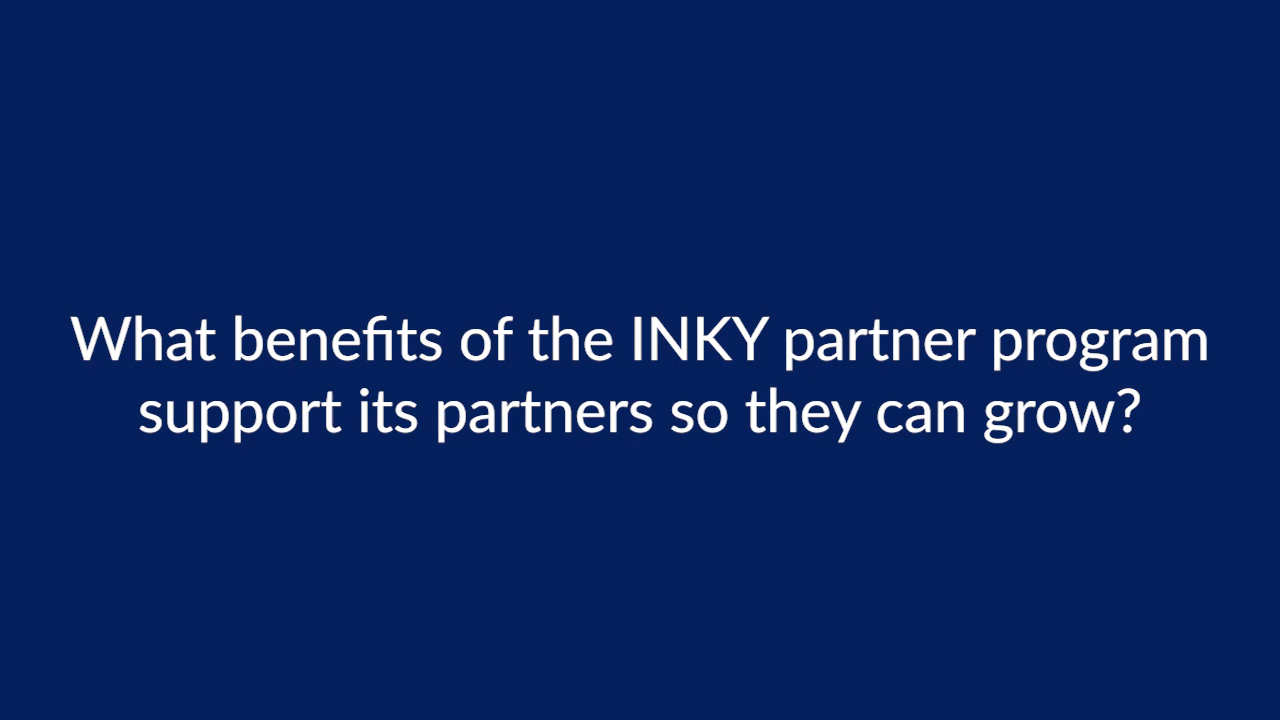 What benefits of the INKY partner program
support its partners so they can grow?